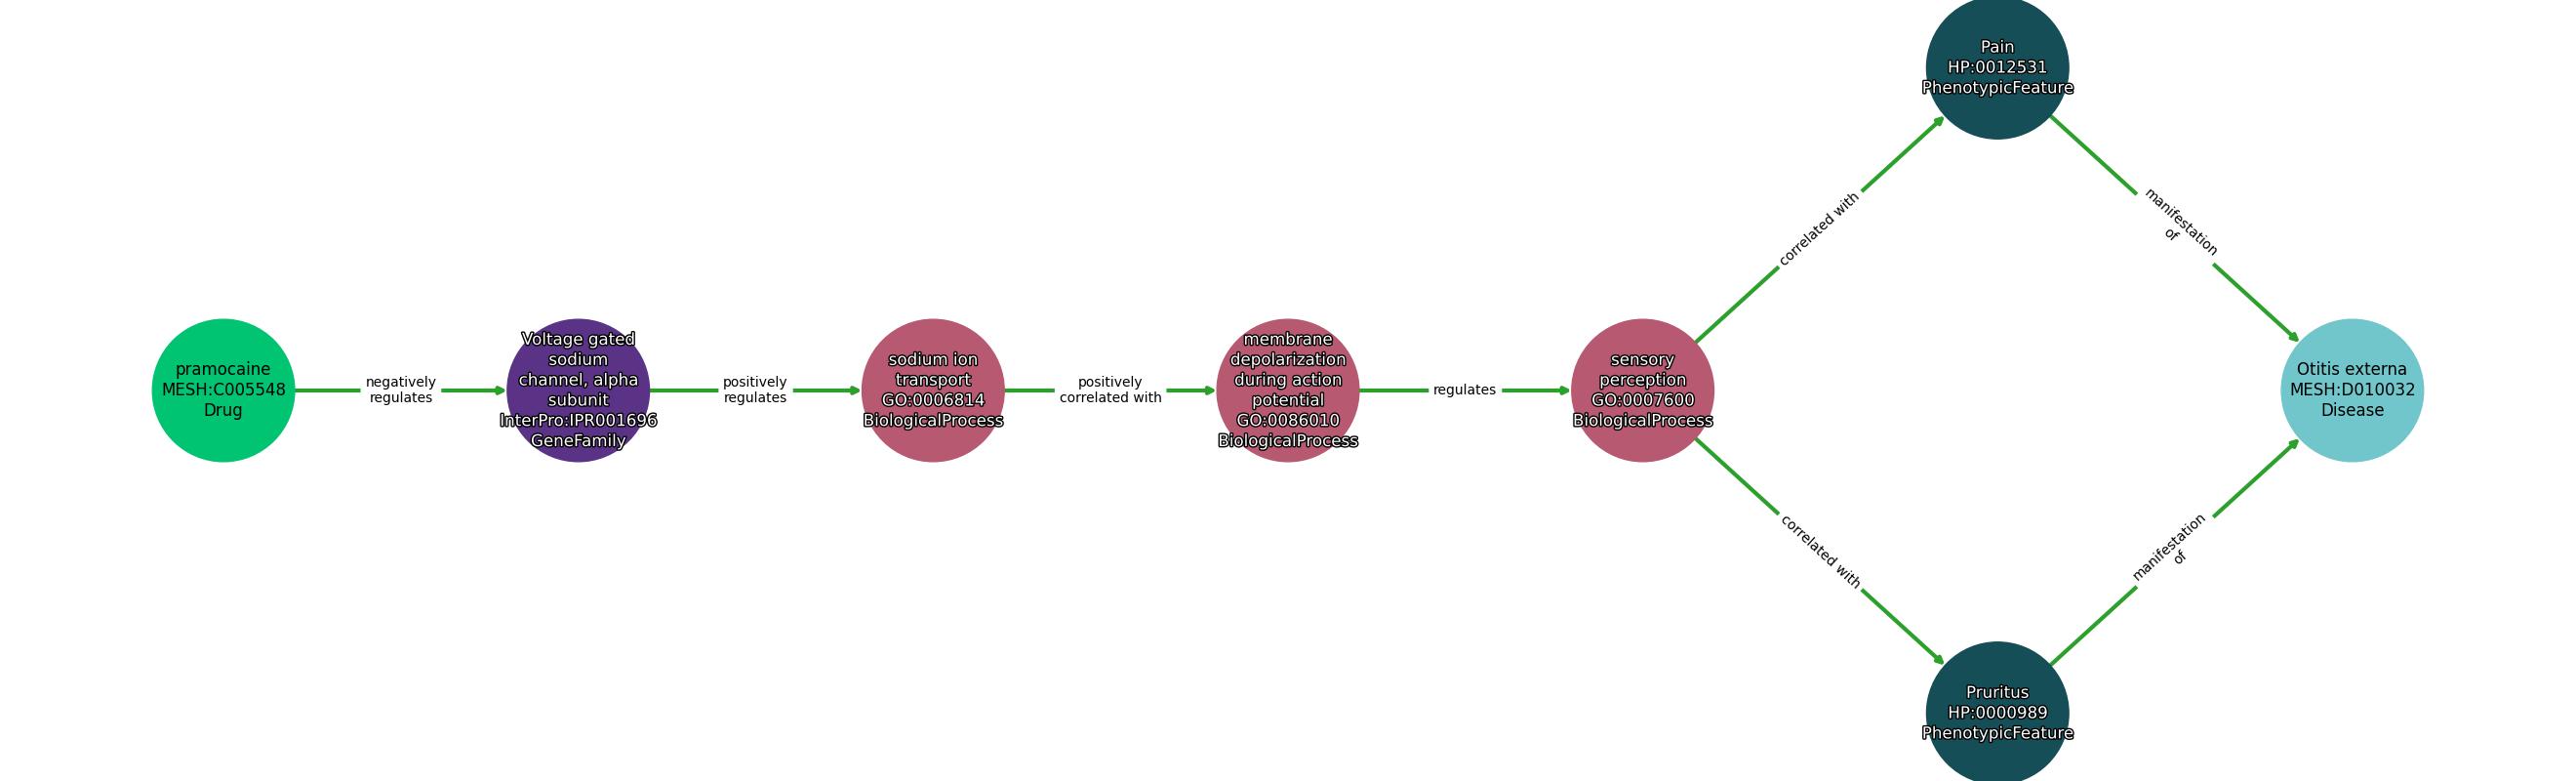 Pain
HP:0012531
PhenotypicFeature
correlated with
manifestation
of
pramocaine
MESH:C005548
Drug
negatively
regulates
Voltage gated
sodium
channel, alpha
subunit
InterPro:IPR001696
GeneFamily
positively
regulates
sodium ion
transport
GO:0006814
BiologicalProcess
positively
correlated with
membrane
depolarization
during action
potential
GO:0086010
BiologicalProcess
regulates
sensory
perception
GO:0007600
BiologicalProcess
Otitis externa
MESH:D010032
Disease
correlated with
manifestation
of
Pruritus
HP:0000989
PhenotypicFeature